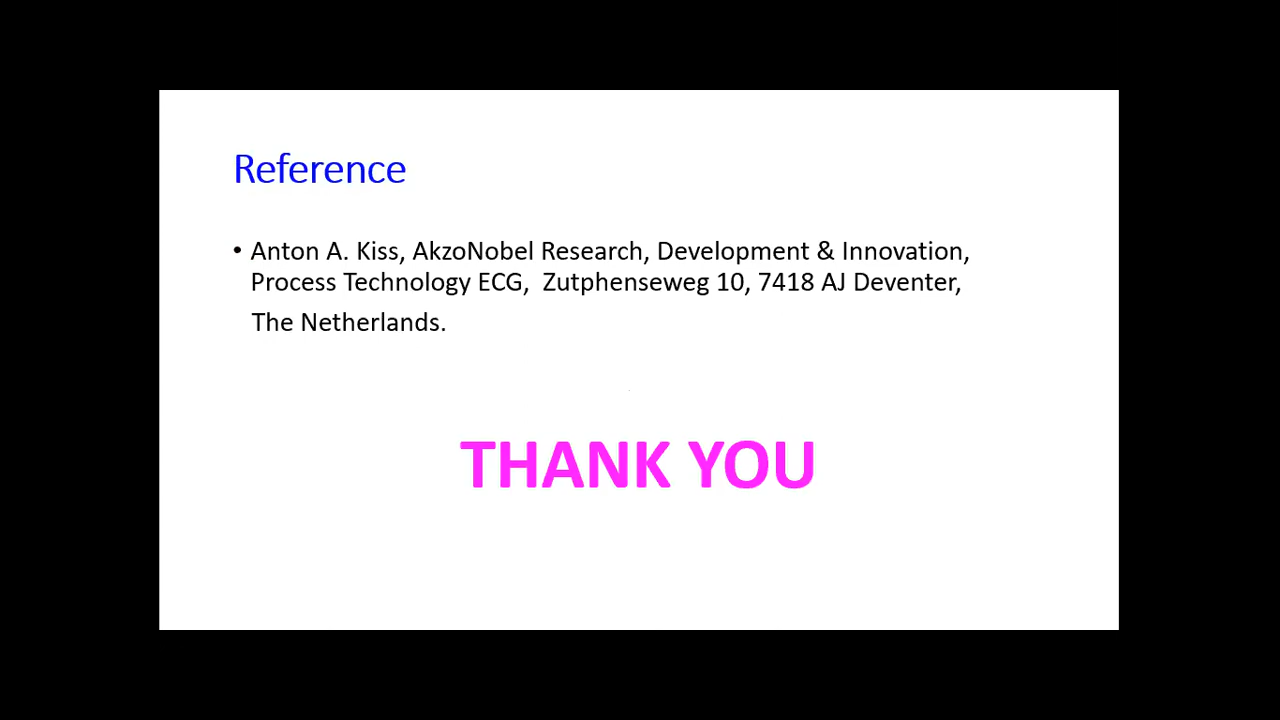 Reference
• Anton A. Kiss, AkzoNobel Research, Development & Innovation,
Process Technology ECG,  Zutphenseweg 10, 7418 AJ Deventer,
The Netherlands.
THANK YOU